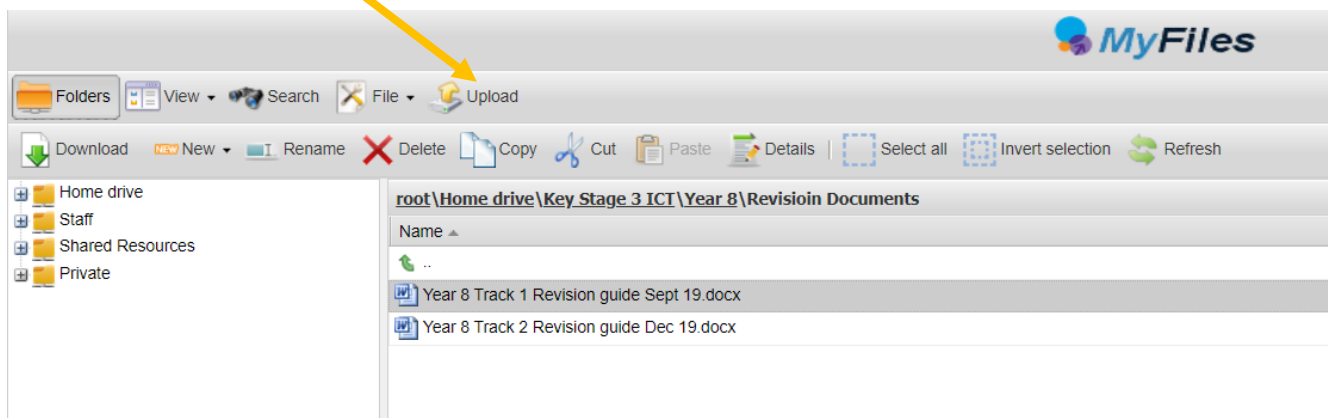 MyFiles
Folders View Search File Upload
Download NEW New Rename Delete Copy Cut Paste Details Select all Invert selection Refresh
Home drive
Staff
Shared Resources
Private
root\Home drive\Key Stage 3 ICT\Year 8\Revisioin Documents
Name
..
Year 8 Track 1 Revision guide Sept 19.docx
Year 8 Track 2 Revision guide Dec 19.docx